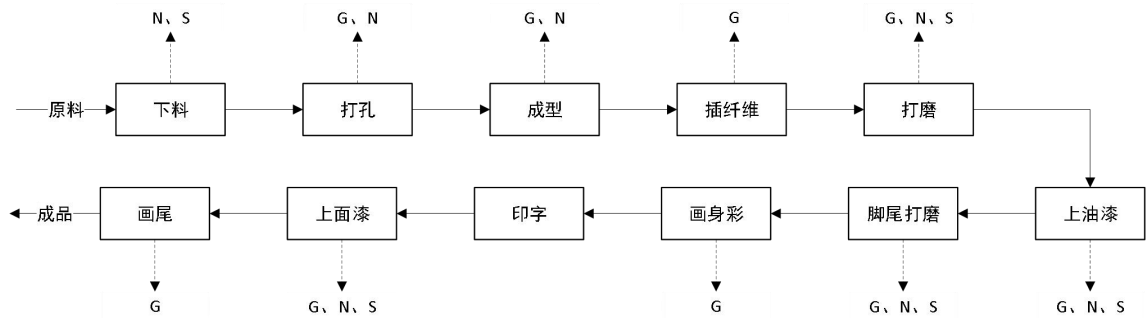 N、S
G、N
G、N
G
G、N、S
原料
下料
打孔
成型
插纤维
打磨
成品
画尾
上面漆
印字
画身彩
脚尾打磨
上油漆
G
G、N、S
G
G、N、S
G、N、S